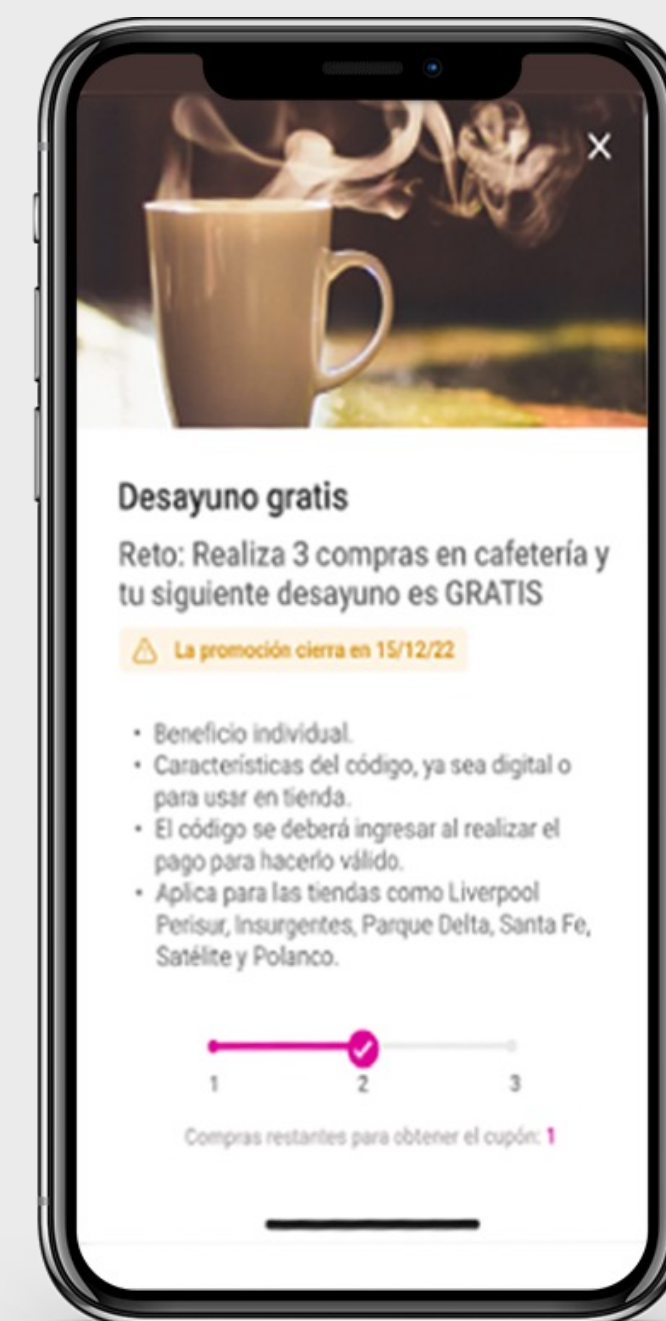 Desayuno gratis
Reto: Realiza 3 compras en cafetería y
tu siguiente desayuno es GRATIS
La promoción cierra en 15/12/22
• Beneficio individual.
• Características del código, ya sea digital o
para usar en tienda.
• El código se deberá ingresar al realizar el
pago para hacerlo válido.
• Aplica para las tiendas como Liverpool
Perisur, Insurgentes, Parque Delta, Santa Fe,
Satélite y Polanco.
1 2 3
Compras restantes para obtener el cupón: 1